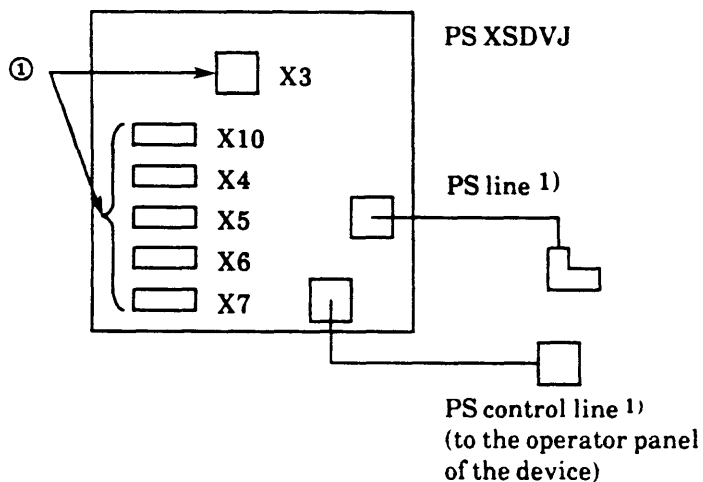 PS XSDVJ
①
X3
X10
X4
X5
X6
X7
PS line 1)
PS control line 1)
(to the operator panel
of the device)